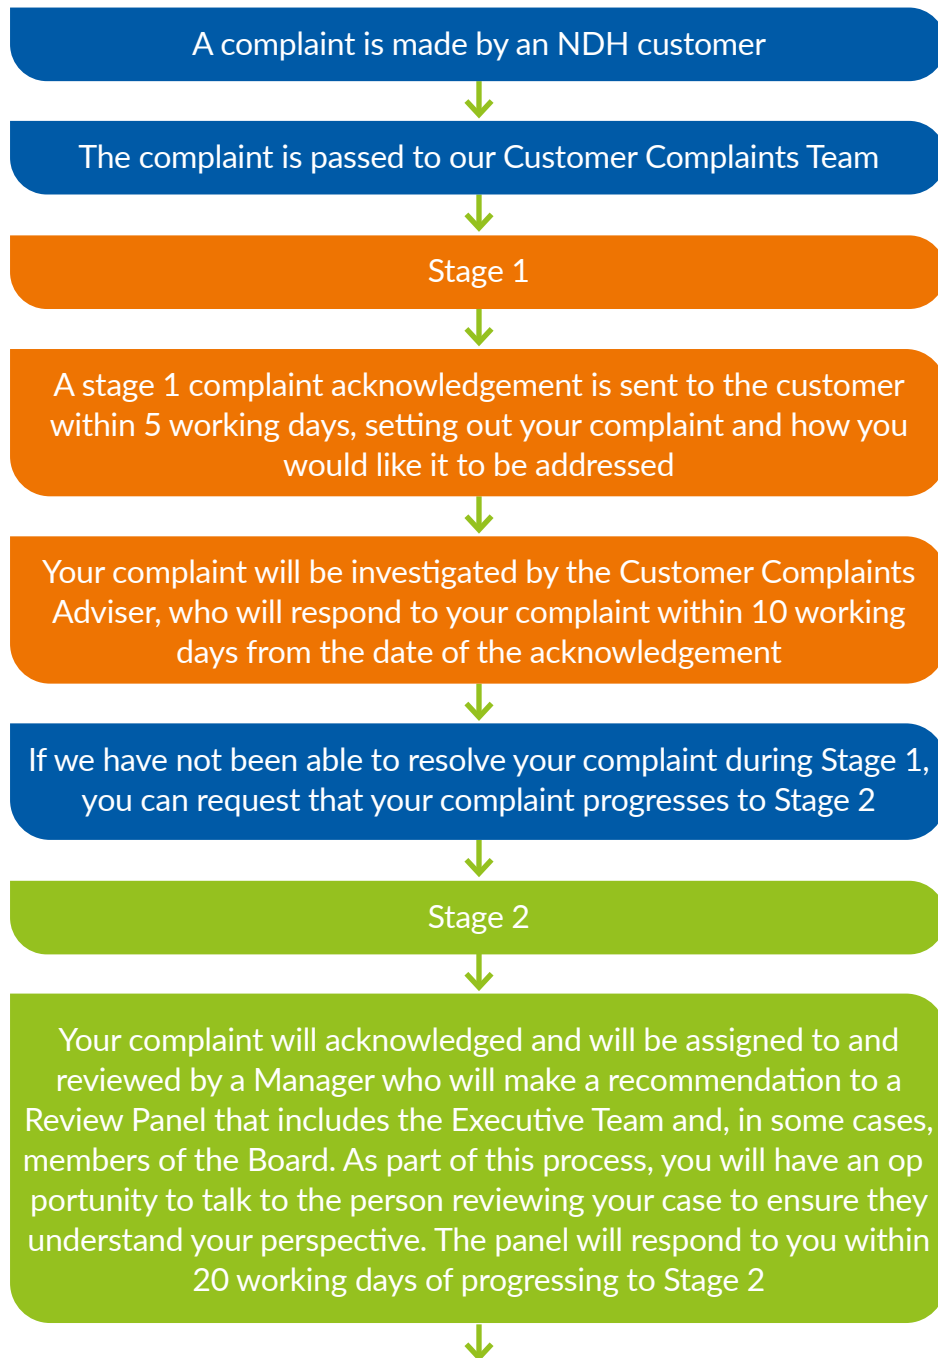 A complaint is made by an NDH customer
The complaint is passed to our Customer Complaints Team
Stage 1
A stage 1 complaint acknowledgement is sent to the customer
within 5 working days, setting out your complaint and how you
would like it to be addressed
Your complaint will be investigated by the Customer Complaints
Adviser, who will respond to your complaint within 10 working
days from the date of the acknowledgement
If we have not been able to resolve your complaint during Stage 1,
you can request that your complaint progresses to Stage 2
Stage 2
Your complaint will acknowledged and will be assigned to and
reviewed by a Manager who will make a recommendation to a
Review Panel that includes the Executive Team and, in some cases,
members of the Board. As part of this process, you will have an op
portunity to talk to the person reviewing your case to ensure they
understand your perspective. The panel will respond to you within
20 working days of progressing to Stage 2